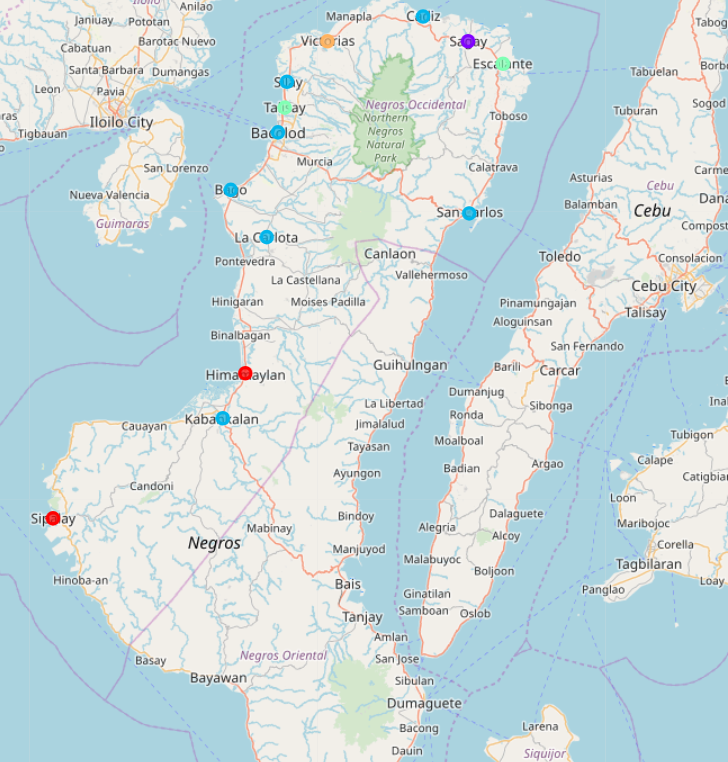 Iloilo
Anilao
Janiuay
Pototan
Manapla
Cadiz
Cabatuan
Barotac Nuevo
Victorias
Sagay
Santa Barbara
Dumangas
Escalante
Tabuelan
Leon
Pavia
Silay
Talisay
Negros Occidental
Northern
Negros
Natural
Park
Toboso
Tuburan
Sogod
Iloilo City
Tigbauan
Bacolod
Murcia
Calatrava
San Lorenzo
Asturias
Cebu
Nueva Valencia
Bago
Balamban
Cebu
Guimaras
San Carlos
La Carlota
Canlaon
Toledo
Consolacion
Pontevedra
Vallehermoso
La Castellana
Cebu City
Hinigaran
Moises Padilla
Pinamungajan
Talisay
Aloguinsan
Binalbagan
San Fernando
Himamaylan
Guihulngan
Barili
Carcar
Dumanjug
La Libertad
Sibonga
Ronda
Kabankalan
Cauayan
Jimalalud
Moalboal
Tubigon
Tayasan
Calape
Badian
Argao
Ayungon
Candoni
Loon
Sipalay
Bindoy
Dalaguete
Maribojoc
Mabinay
Alegria
Alcoy
Negros
Manjuyod
Corella
Malabuyoc
Tagbilaran
Hinoba-an
Bais
Boljoon
Loay
Ginatilan
Panglao
Samboan
Oslob
Tanjay
Amlan
Negros Oriental
San Jose
Basay
Bayawan
Sibulan
Dumaguete
Bacong
Larena
Dauin
Siquijor